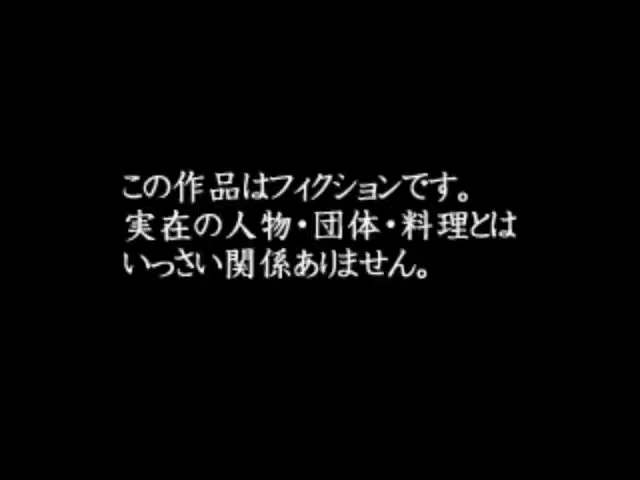 この作品はフィクションです。
実在の人物・団体・料理とは
いっさい関係ありません。